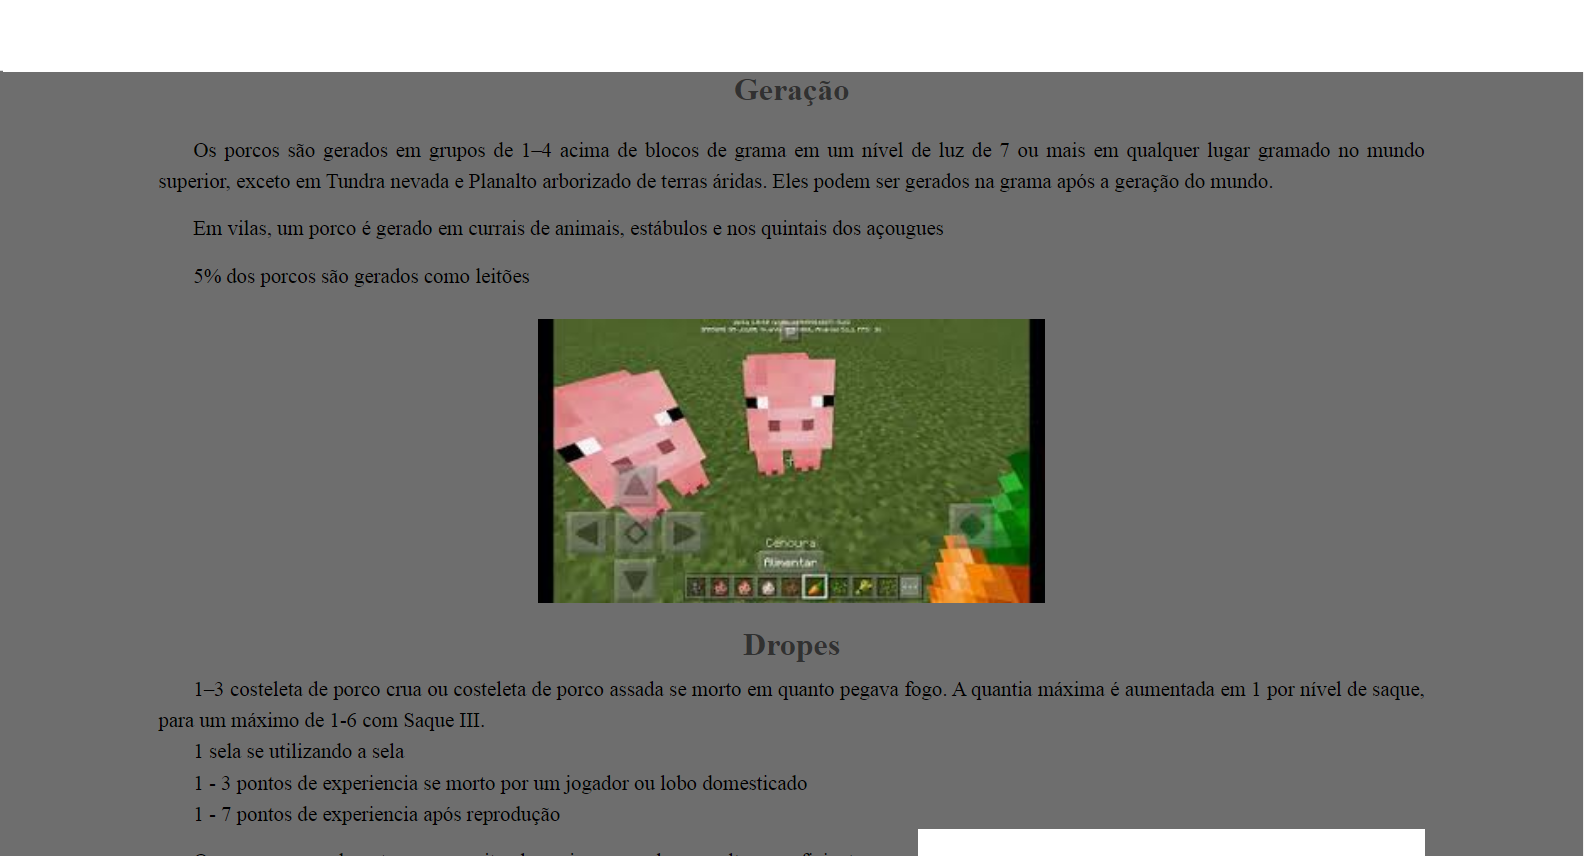 Geração
Os porcos são gerados em grupos de 1–4 acima de blocos de grama em um nível de luz de 7 ou mais em qualquer lugar gramado no mundo
superior, exceto em Tundra nevada e Planalto arborizado de terras áridas. Eles podem ser gerados na grama após a geração do mundo.
Em vilas, um porco é gerado em currais de animais, estábulos e nos quintais dos açougues
5% dos porcos são gerados como leitões
Cenoura
Alimentar
Dropes
1–3 costeleta de porco crua ou costeleta de porco assada se morto em quanto pegava fogo. A quantia máxima é aumentada em 1 por nível de saque,
para um máximo de 1-6 com Saque III.
1 sela se utilizando a sela
1 - 3 pontos de experiencia se morto por um jogador ou lobo domesticado
1 - 7 pontos de experiencia após reprodução